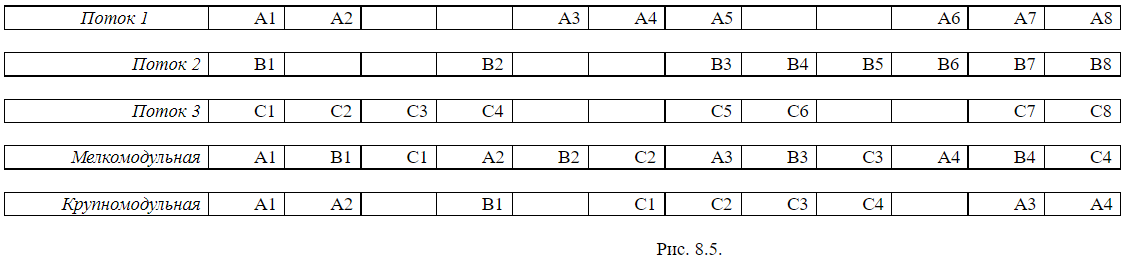 Поток 1 A1 A2 A3 A4 A5 A6 A7 A8
Поток 2 B1 B2 B3 B4 B5 B6 B7 B8
Поток 3 C1 C2 C3 C4 C5 C6 C7 C8
Мелкомодульная A1 B1 C1 A2 B2 C2 A3 B3 C3 A4 B4 C4
Крупномодульная A1 A2 B1 C1 C2 C3 C4 A3 A4
Рис. 8.5.